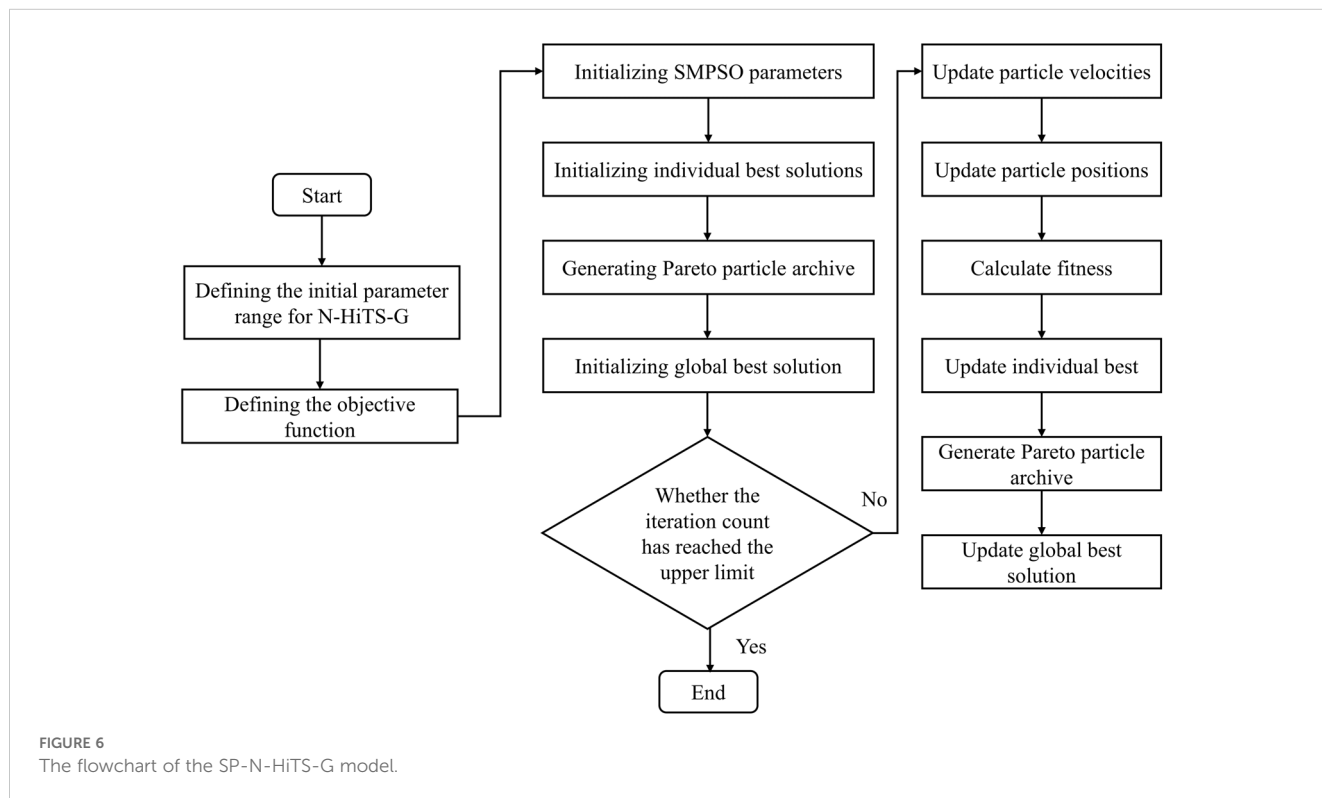 Start
Defining the initial parameter
range for N-HiTS-G
Defining the objective
function
Initializing SMPSO parameters
Initializing individual best solutions
Generating Pareto particle archive
Initializing global best solution
Whether the
iteration count
has reached the
upper limit
No
Yes
End
Update particle velocities
Update particle positions
Calculate fitness
Update individual best
Generate Pareto particle
archive
Update global best
solution
FIGURE 6
The flowchart of the SP-N-HiTS-G model.